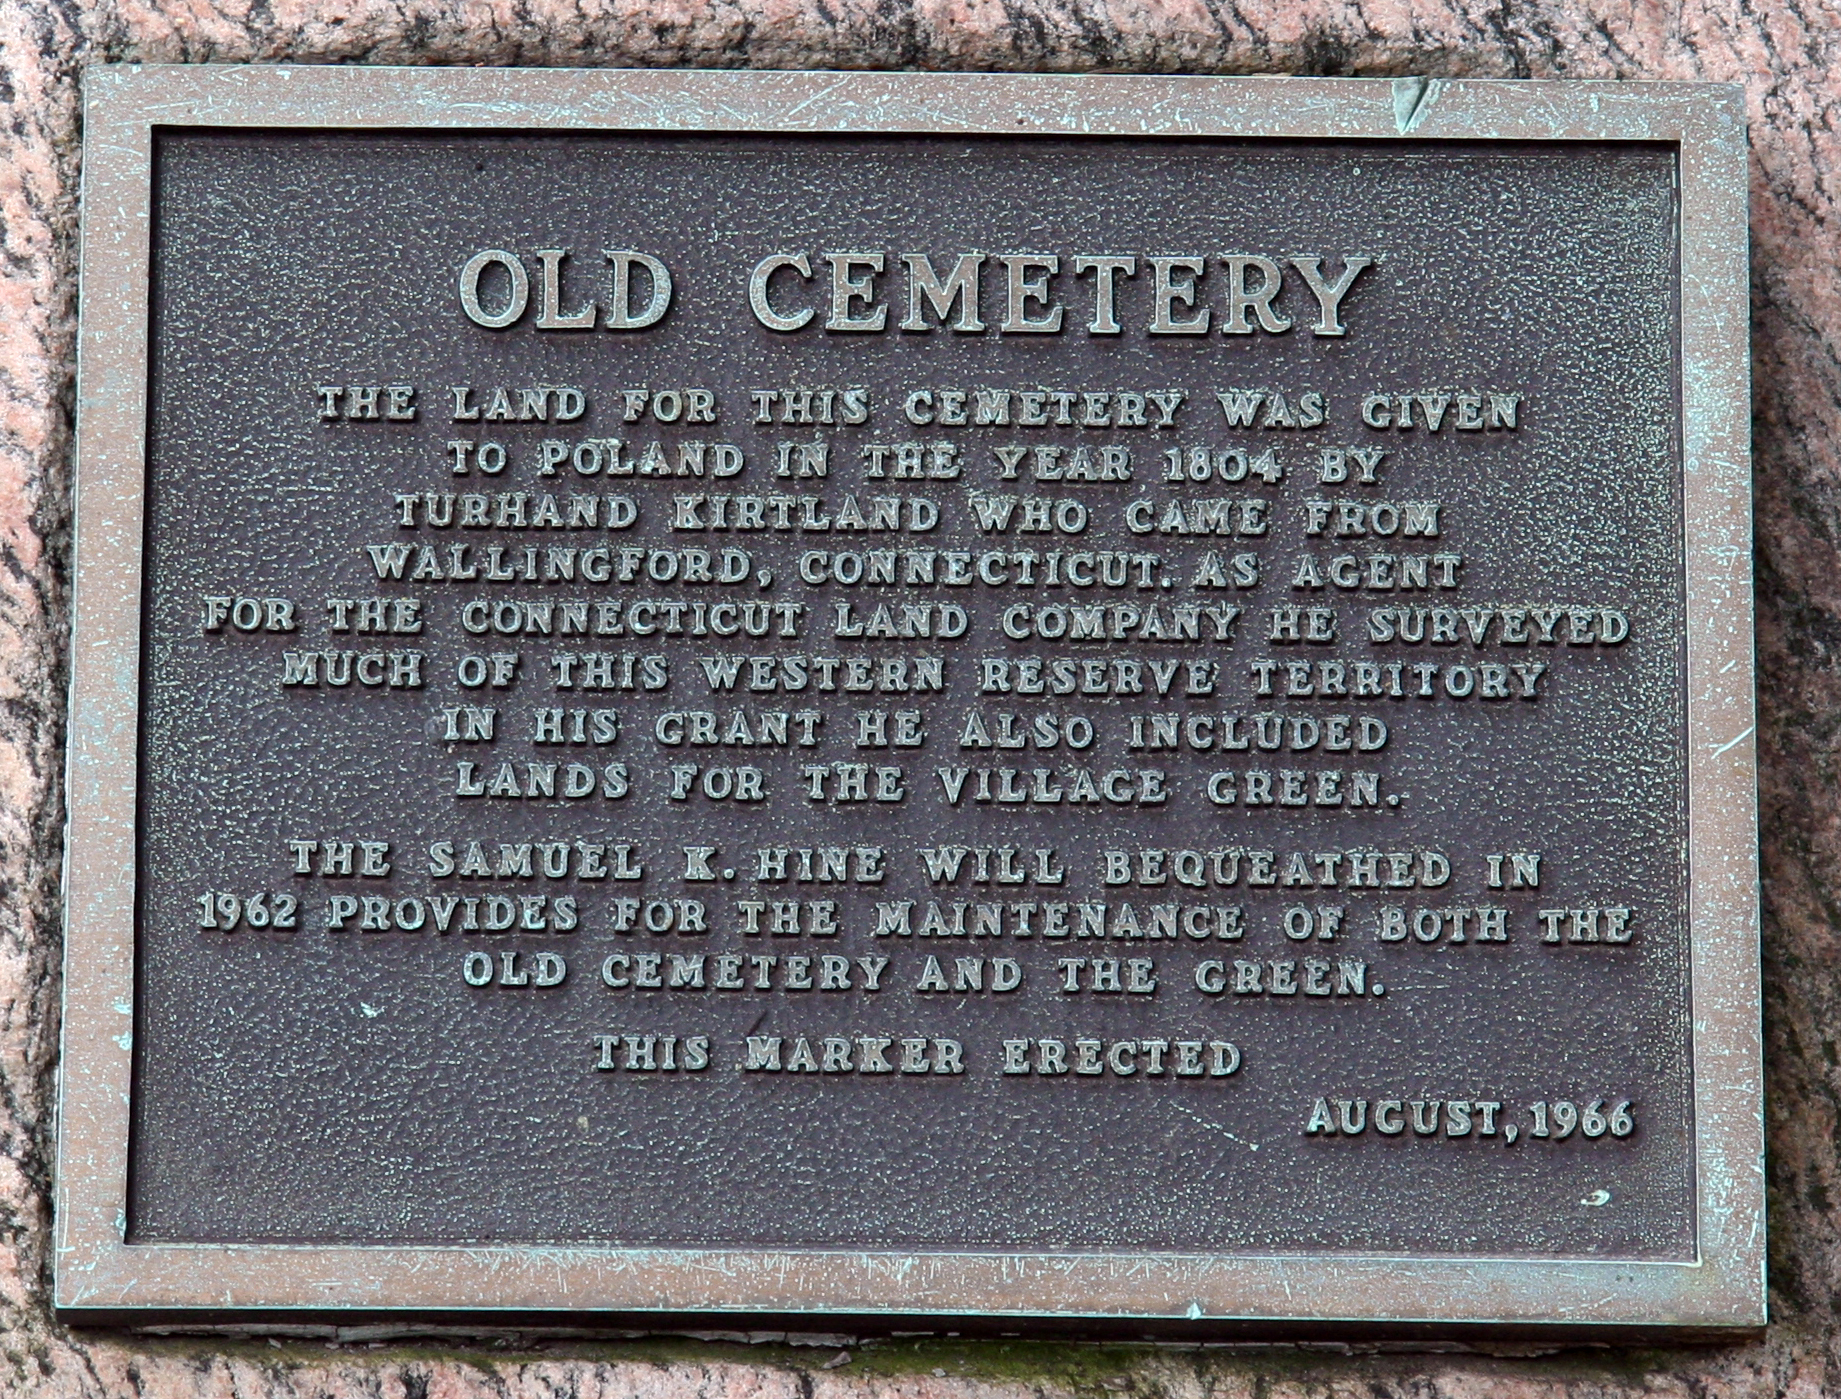 OLD CEMETERY
THE LAND FOR THIS CEMETERY WAS GIVEN
TO POLAND IN THE YEAR 1804 BY
TURHAND KIRTLAND WHO CAME FROM
WALLINGFORD, CONNECTICUT. AS AGENT
FOR THE CONNECTICUT LAND COMPANY HE SURVEYED
MUCH OF THIS WESTERN RESERVE TERRITORY
IN HIS GRANT HE ALSO INCLUDED
LANDS FOR THE VILLAGE GREEN.
THE SAMUEL K. HINE WILL BEQUEATHED IN
1962 PROVIDES FOR THE MAINTENANCE OF BOTH THE
OLD CEMETERY AND THE GREEN.
THIS MARKER ERECTED
AUGUST, 1966